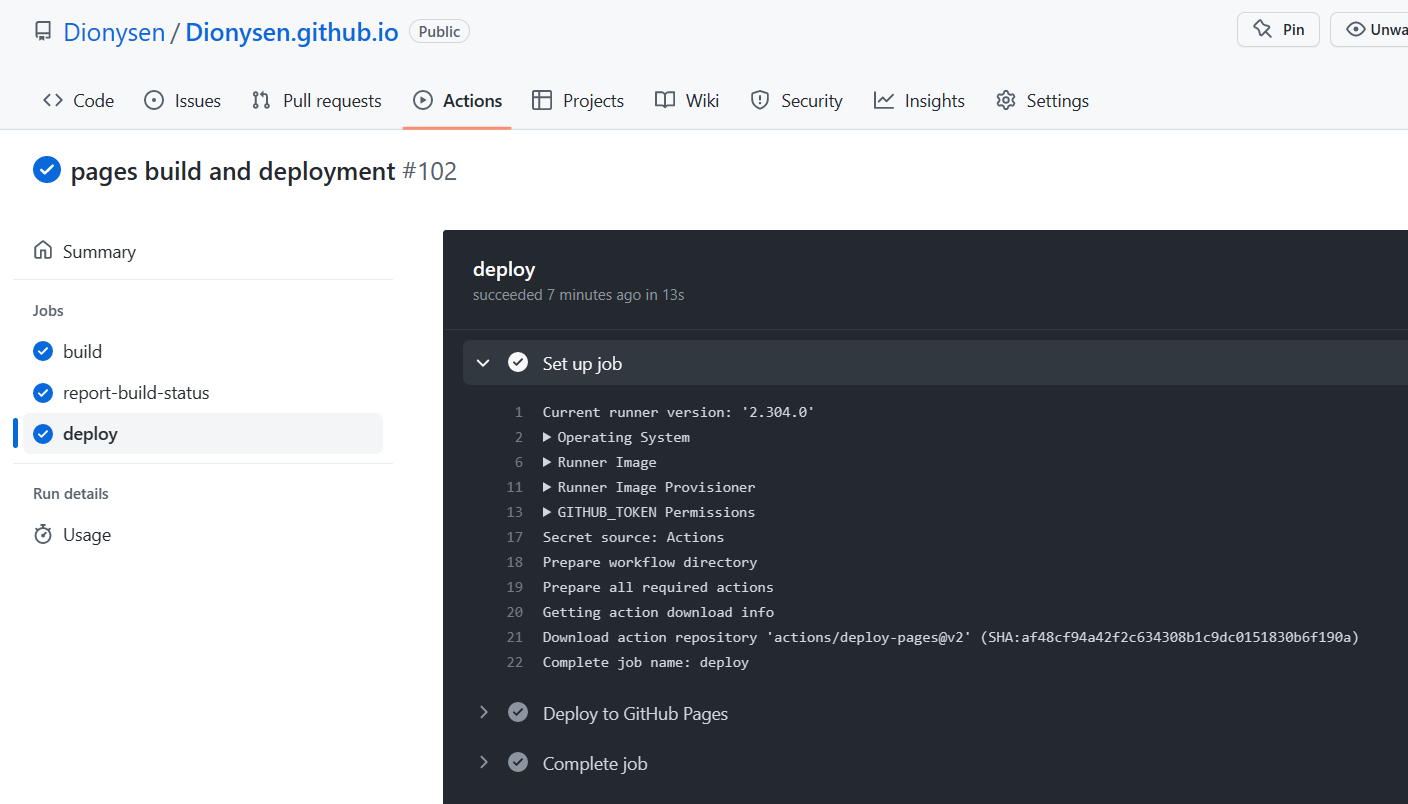 Dionysen / Dionysen.github.io Public
Pin
Code Issues Pull requests Actions Projects Wiki Security Insights Settings
pages build and deployment #102
Summary
Jobs
build
report-build-status
deploy
Run details
Usage
deploy
succeeded 7 minutes ago in 13s
Set up job
1 Current runner version: '2.304.0'
2 Operating System
6 Runner Image
11 Runner Image Provisioner
13 GITHUB_TOKEN Permissions
17 Secret source: Actions
18 Prepare workflow directory
19 Prepare all required actions
20 Getting action download info
21 Download action repository 'actions/deploy-pages@v2' (SHA:af48cf94a42f2c634308b1c9dc0151830b6f190a)
22 Complete job name: deploy
Deploy to GitHub Pages
Complete job